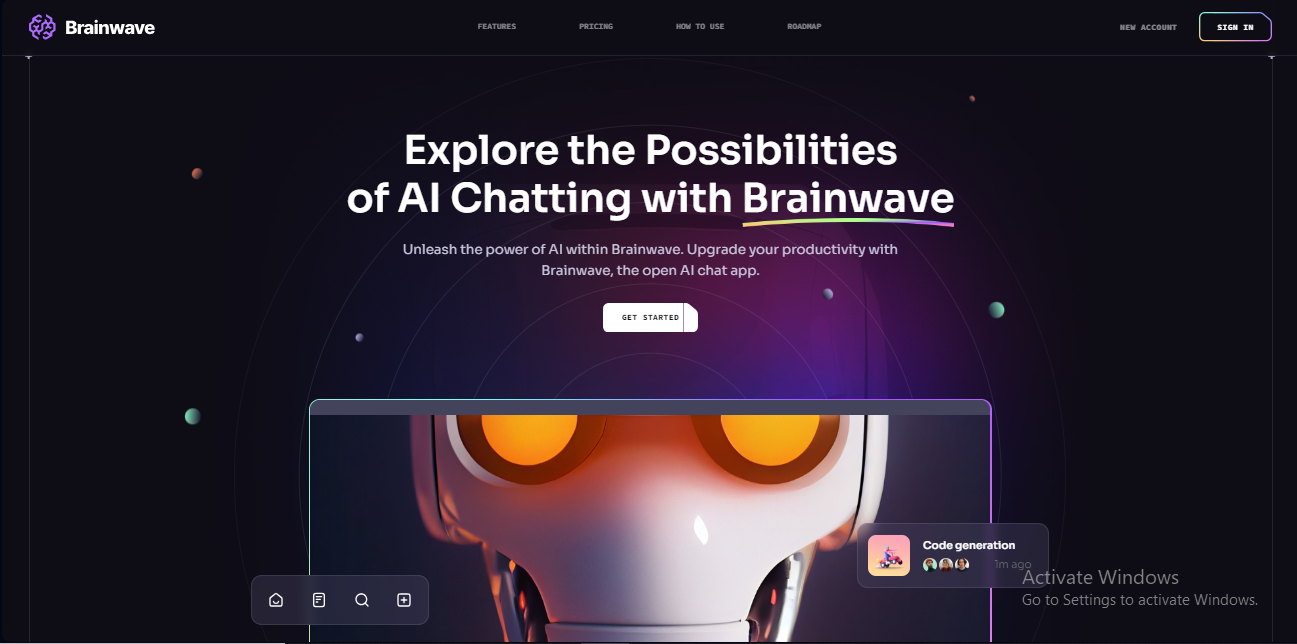 Brainwave
FEATURES
PRICING
HOW TO USE
ROADMAP
NEW ACCOUNT
SIGN IN
Explore the Possibilities
of AI Chatting with Brainwave
Unleash the power of AI within Brainwave. Upgrade your productivity with
Brainwave, the open AI chat app.
GET STARTED
Code generation
1m ago
Activate Windows
Go to Settings to activate Windows.